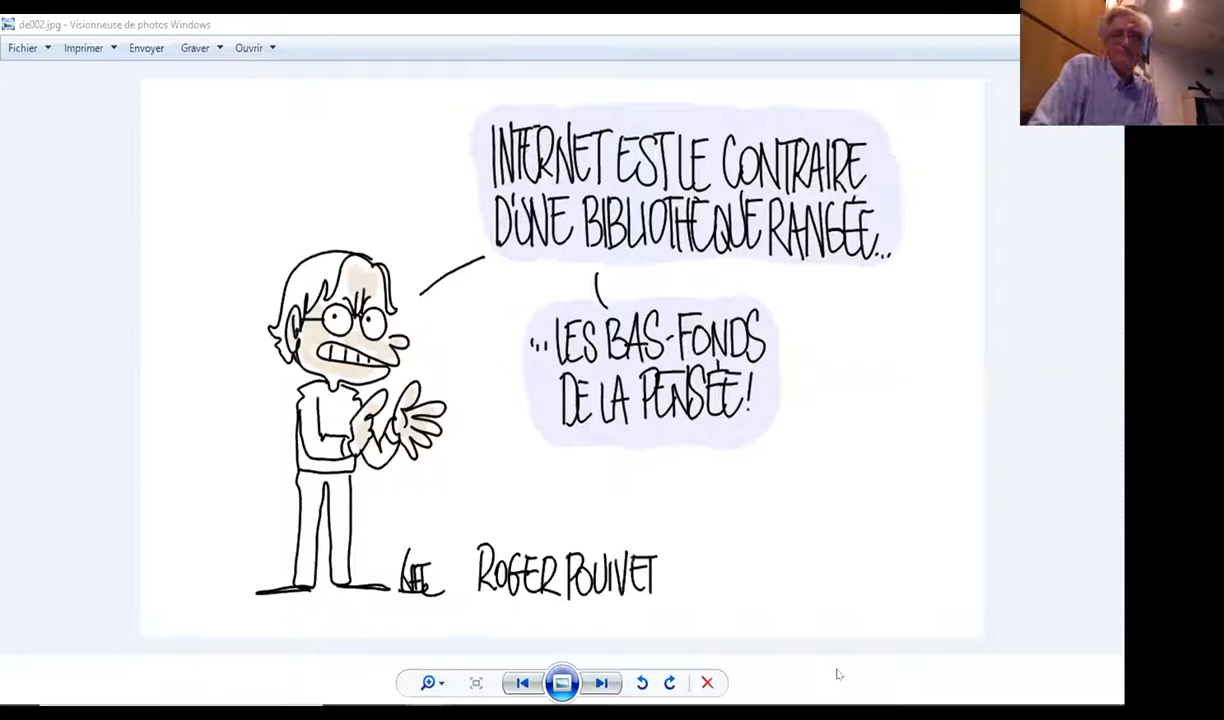 de002.jpg - Visionneuse de photos Windows
Fichier Imprimer Envoyer Graver Ouvrir
INTERNET EST LE CONTRAIRE
D'UNE BIBLIOTHÈQUE RANGÉE...
...LES BAS-FONDS
DE LA PENSÉE!
ROGER POUIVET